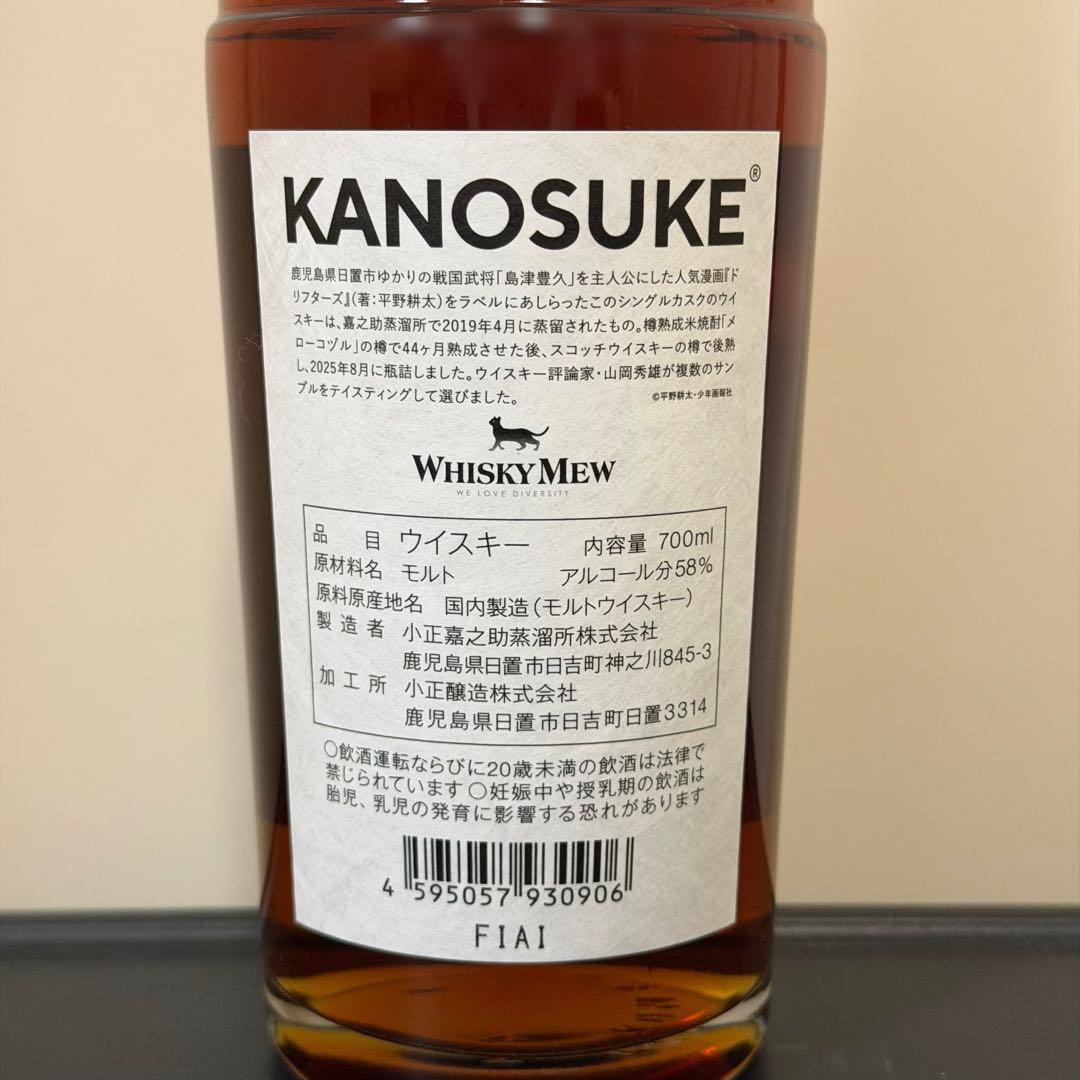 KANOSUKE®
鹿児島県日置市ゆかりの戦国武将「島津豊久」を主人公にした人気漫画『ド
リフターズ』(著:平野耕太)をラベルにあしらったこのシングルカスクのウイ
スキーは、嘉之助蒸溜所で2019年4月に蒸留されたもの。樽熟成米焼酎「メ
ローコヅル」の樽で44ヶ月熟成させた後、スコッチウイスキーの樽で後熟
し、2025年8月に瓶詰しました。ウイスキー評論家・山岡秀雄が複数のサン
プルをテイスティングして選びました。 ©平野耕太・少年画報社
WHISKY MEW
WE LOVE DIVERSITY
品目 ウイスキー 内容量 700ml
原材料名 モルト アルコール分58%
原料原産地名 国内製造(モルトウイスキー)
製造者 小正嘉之助蒸溜所株式会社
鹿児島県日置市日吉町神之川845-3
加工所 小正醸造株式会社
鹿児島県日置市日吉町日置3314
○飲酒運転ならびに20歳未満の飲酒は法律で
禁じられています ○妊娠中や授乳期の飲酒は
胎児、乳児の発育に影響する恐れがあります
4 595057 930906
FIAI